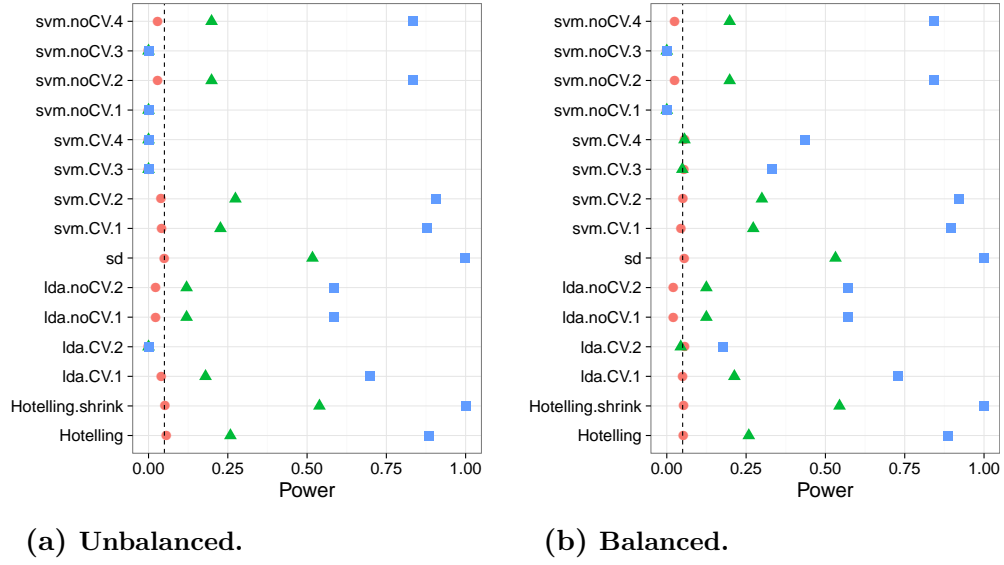 svm.noCV.4
svm.noCV.3
svm.noCV.2
svm.noCV.1
svm.CV.4
svm.CV.3
svm.CV.2
svm.CV.1
sd
lda.noCV.2
lda.noCV.1
lda.CV.2
lda.CV.1
Hotelling.shrink
Hotelling
0.00 0.25 0.50 0.75 1.00
Power
(a) Unbalanced.
svm.noCV.4
svm.noCV.3
svm.noCV.2
svm.noCV.1
svm.CV.4
svm.CV.3
svm.CV.2
svm.CV.1
sd
lda.noCV.2
lda.noCV.1
lda.CV.2
lda.CV.1
Hotelling.shrink
Hotelling
0.00 0.25 0.50 0.75 1.00
Power
(b) Balanced.